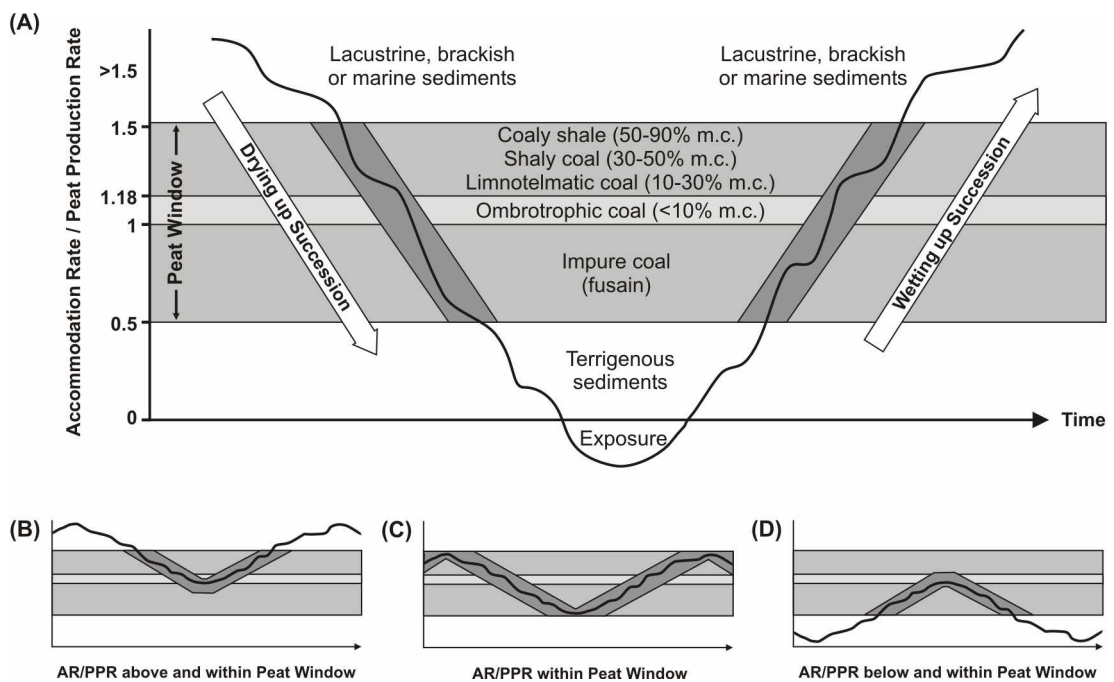 (A)
Accommodation Rate / Peat Production Rate
>1.5
1.5
1.18
1
0.5
0
Peat Window
Drying up Succession
Lacustrine, brackish
or marine sediments
Lacustrine, brackish
or marine sediments
Coaly shale (50-90% m.c.)
Shaly coal (30-50% m.c.)
Limnotelmatic coal (10-30% m.c.)
Ombrotrophic coal (<10% m.c.)
Impure coal
(fusain)
Wetting up Succession
Terrigenous
sediments
Time
Exposure
(B)
AR/PPR above and within Peat Window
(C)
AR/PPR within Peat Window
(D)
AR/PPR below and within Peat Window